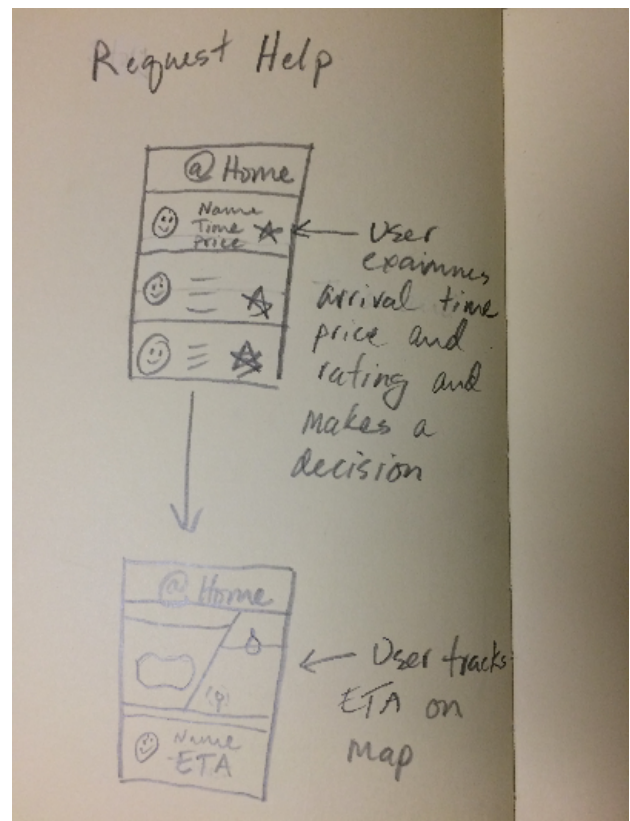 Request Help
@ Home
Name
Time
Price
User
examines
arrival time
price and
rating and
makes a
decision
@ Home
Name
ETA
User tracks
ETA on
map